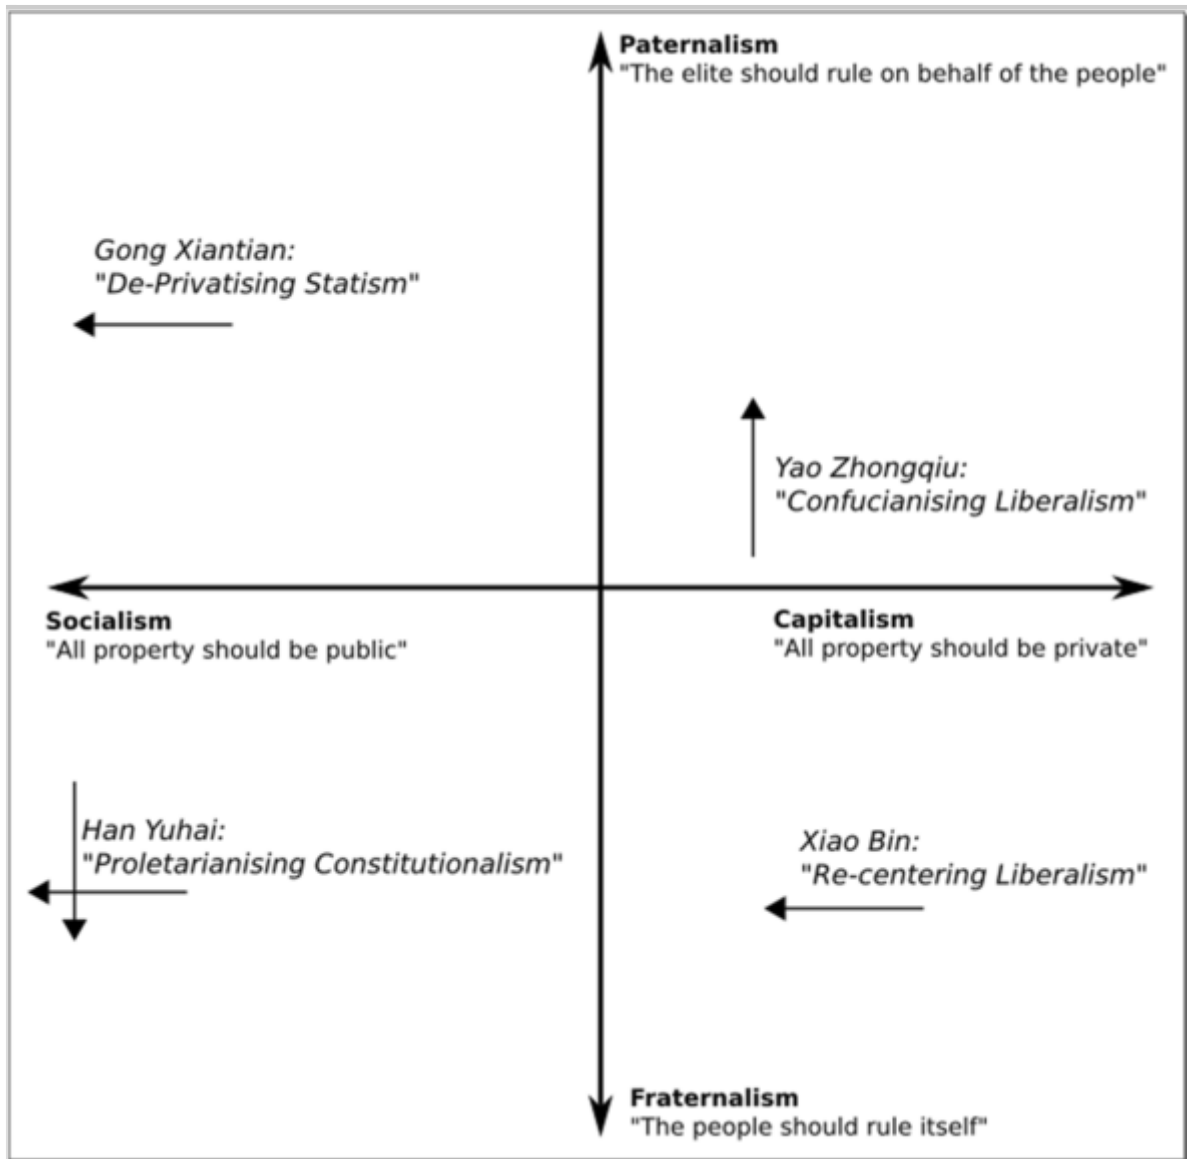 Paternalism
"The elite should rule on behalf of the people"
Gong Xiantian:
"De-Privatising Statism"
Yao Zhongqiu:
"Confucianising Liberalism"
Socialism
"All property should be public"
Capitalism
"All property should be private"
Han Yuhai:
"Proletarianising Constitutionalism"
Xiao Bin:
"Re-centering Liberalism"
Fraternalism
"The people should rule itself"